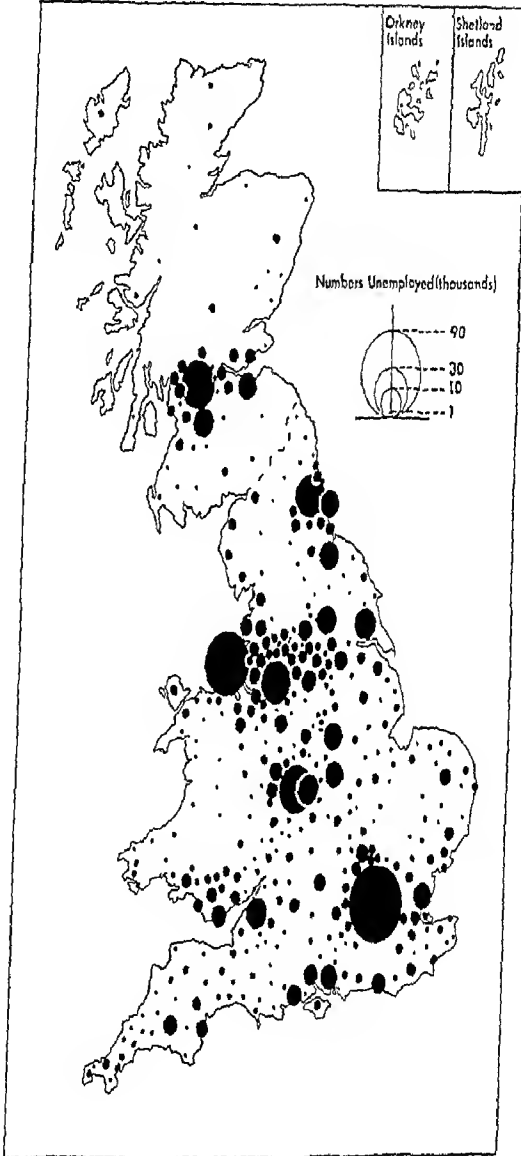 Orkney
Islands
Shetland
Islands
Numbers Unemployed (thousands)
90
30
10
1